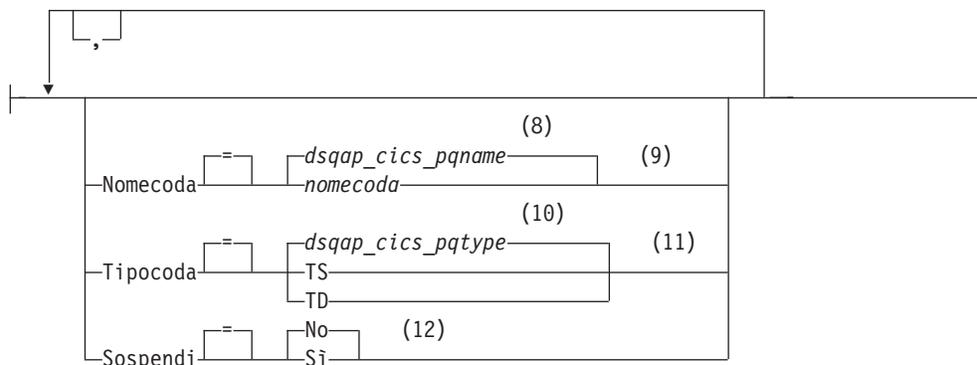 ,
(8)
= dsqap_cics_pqname (9)
Nomecoda nomecoda
(10)
= dsqap_cics_pqtype (11)
Tipocoda TS
TD
= No (12)
Sospendi Sì